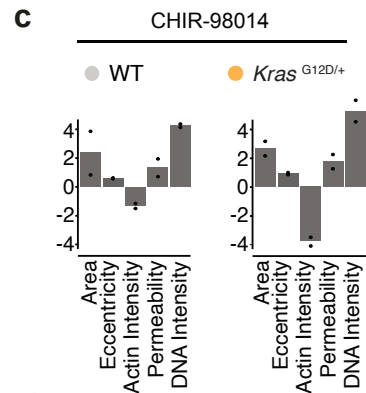 C
CHIR-98014
WT
Kras G12D/+
4
2
0
-2
-4
4
2
0
-2
-4
Area
Eccentricity
Actin Intensity
Permeability
DNA Intensity
Area
Eccentricity
Actin Intensity
Permeability
DNA Intensity